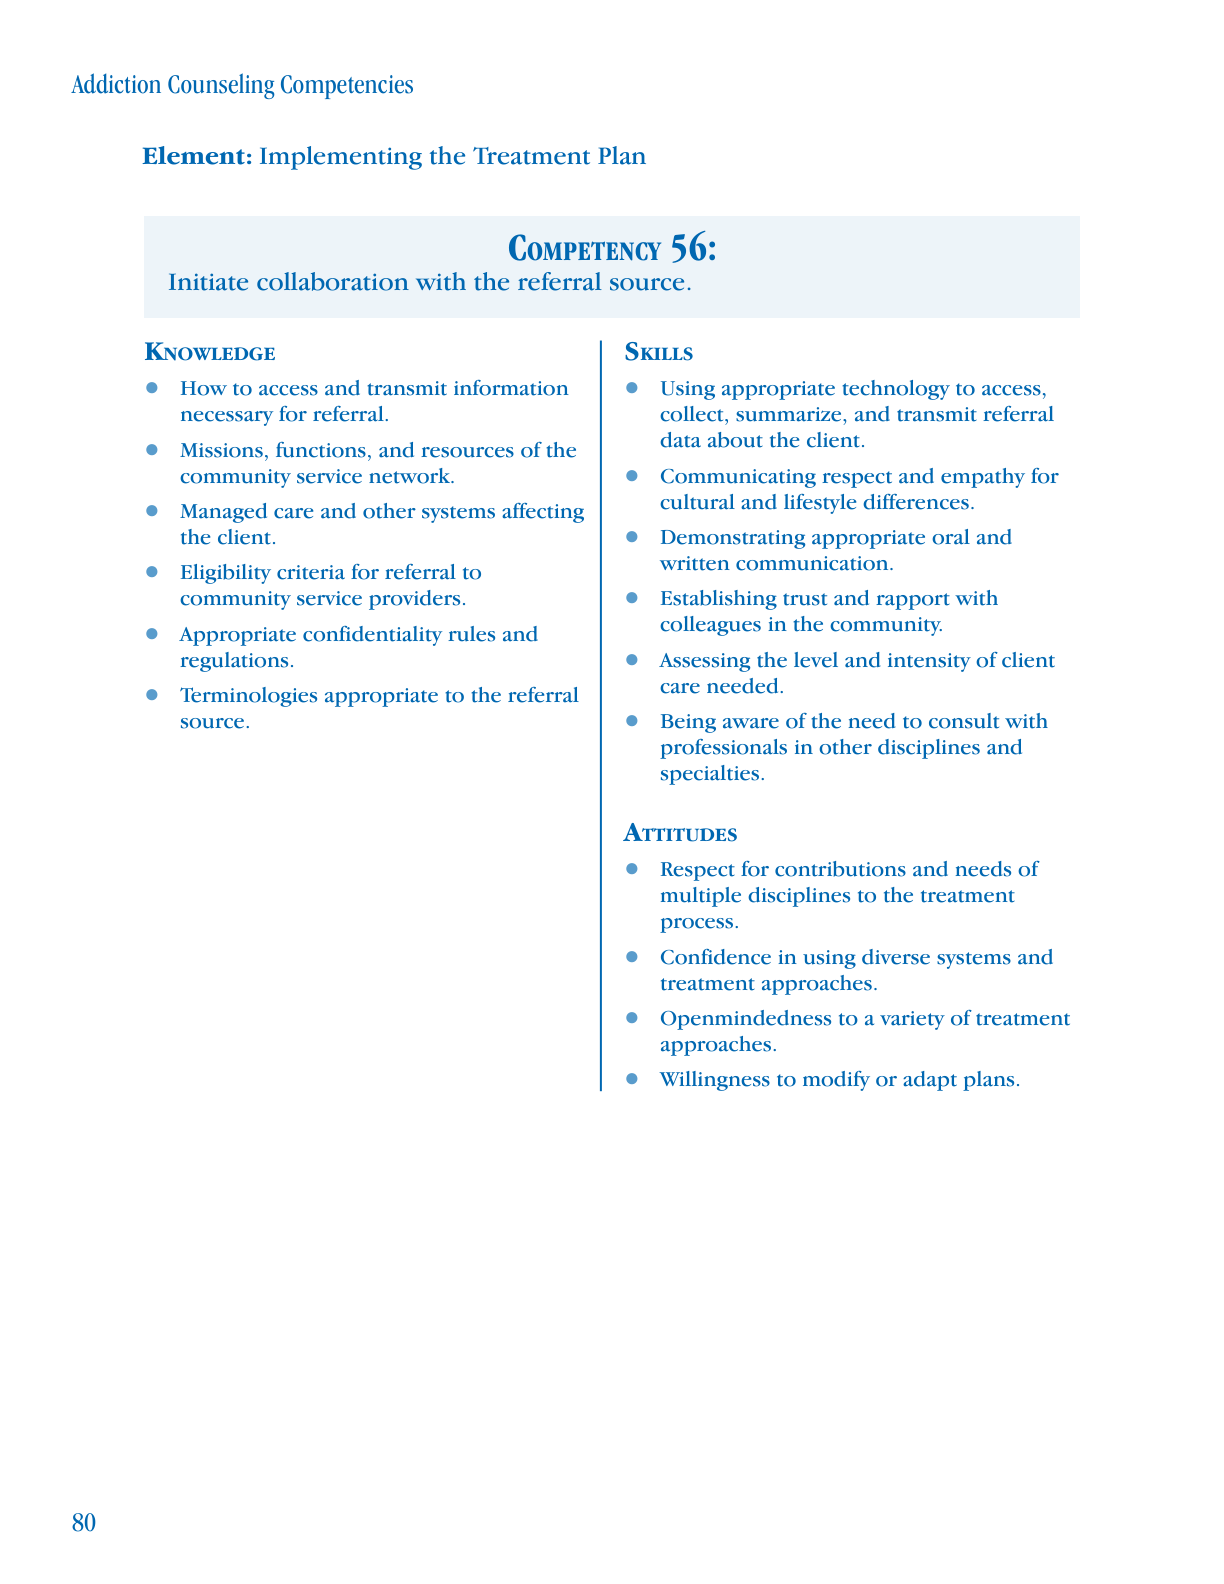 Addiction Counseling Competencies
Element: Implementing the Treatment Plan
COMPETENCY 56:
Initiate collaboration with the referral source.
KNOWLEDGE
● How to access and transmit information
necessary for referral.
● Missions, functions, and resources of the
community service network.
● Managed care and other systems affecting
the client.
● Eligibility criteria for referral to
community service providers.
● Appropriate confidentiality rules and
regulations.
● Terminologies appropriate to the referral
source.
SKILLS
● Using appropriate technology to access,
collect, summarize, and transmit referral
data about the client.
● Communicating respect and empathy for
cultural and lifestyle differences.
● Demonstrating appropriate oral and
written communication.
● Establishing trust and rapport with
colleagues in the community.
● Assessing the level and intensity of client
care needed.
● Being aware of the need to consult with
professionals in other disciplines and
specialties.
ATTITUDES
● Respect for contributions and needs of
multiple disciplines to the treatment
process.
● Confidence in using diverse systems and
treatment approaches.
● Openmindedness to a variety of treatment
approaches.
● Willingness to modify or adapt plans.
80